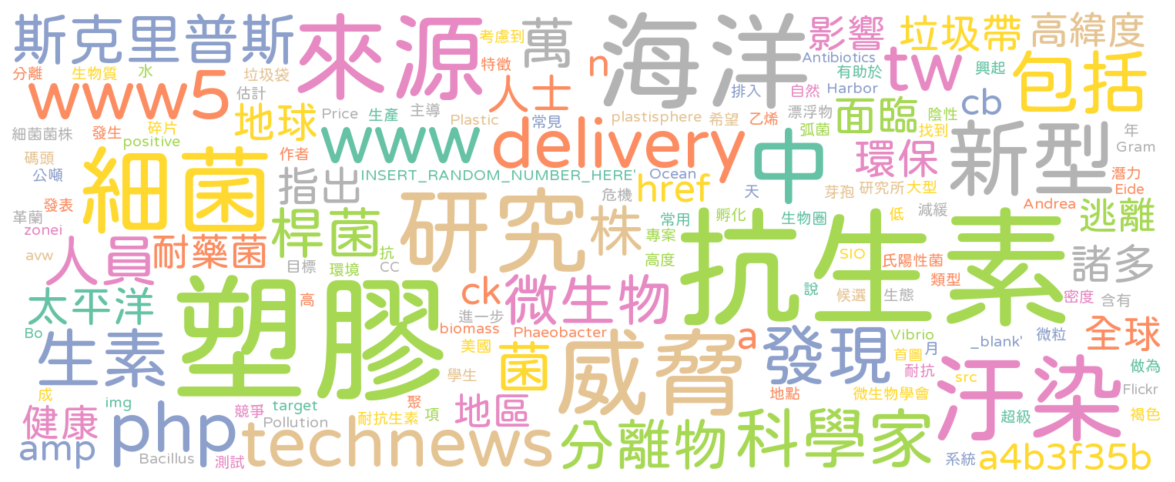 斯克里普斯
來源
考慮到
萬
海洋
影響
垃圾帶
高緯度
分離
生物質
水
垃圾袋
特徵
n
Antibiotics
有助於
tw
興起
包括
www5
估計
人士
排入
自然
Harbor
cb
地球
Price
生產
主導
Plastic
常見
plastisphere
希望
乙烯
漂浮物
面臨
陰性
年
細菌菌株
發生
碎片
positive
www
delivery
中
弧菌
找到
環保
新型
Gram
碼頭
公噸
細菌
作者
指出
INSERT_RANDOM_NUMBER_HERE'
危機
Ocean
href
天
芽孢
研究所
大型
潛力
Eide
革蘭
發表
zonei
桿菌
研究
株
常用
孵化
生物圈
低
減緩
Andrea
逃離
avw
人員
耐藥菌
目標
環境
抗
CC
專案
高度
抗生素
SIO
氏陽性菌
類型
諸多
太平洋
高
塑膠
ck
進一步
微生物
說
候選
生態
密度
含有
Bo
生素
biomass
Phaeobacter
美國
威脅
a
發現
Vibrio
月
首圖
耐抗
_blank'
微粒
全球
成
img
健康
php
競爭
target
Pollution
學生
耐抗生素
聚
項
菌
地區
地點
微生物學會
src
汙染
做為
Flickr
超級
褐色
amp
Bacillus
測試
technews
分離物
科學家
系統
a4b3f35b